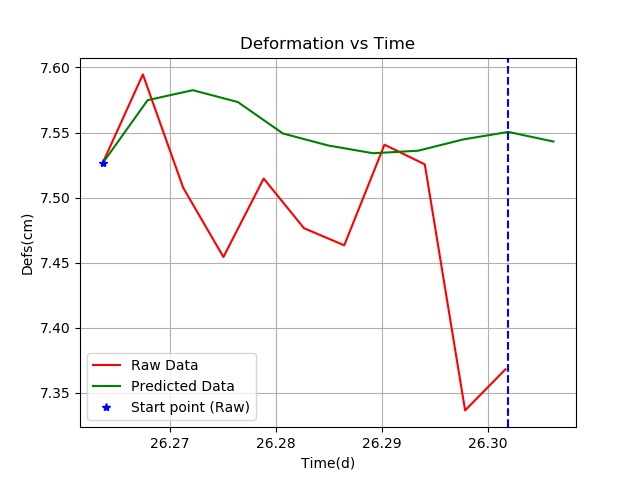 Deformation vs Time
7.60
7.55
7.50
7.45
7.40
7.35
Defs(cm)
Raw Data
Predicted Data
Start point (Raw)
26.27 26.28 26.29 26.30
Time(d)